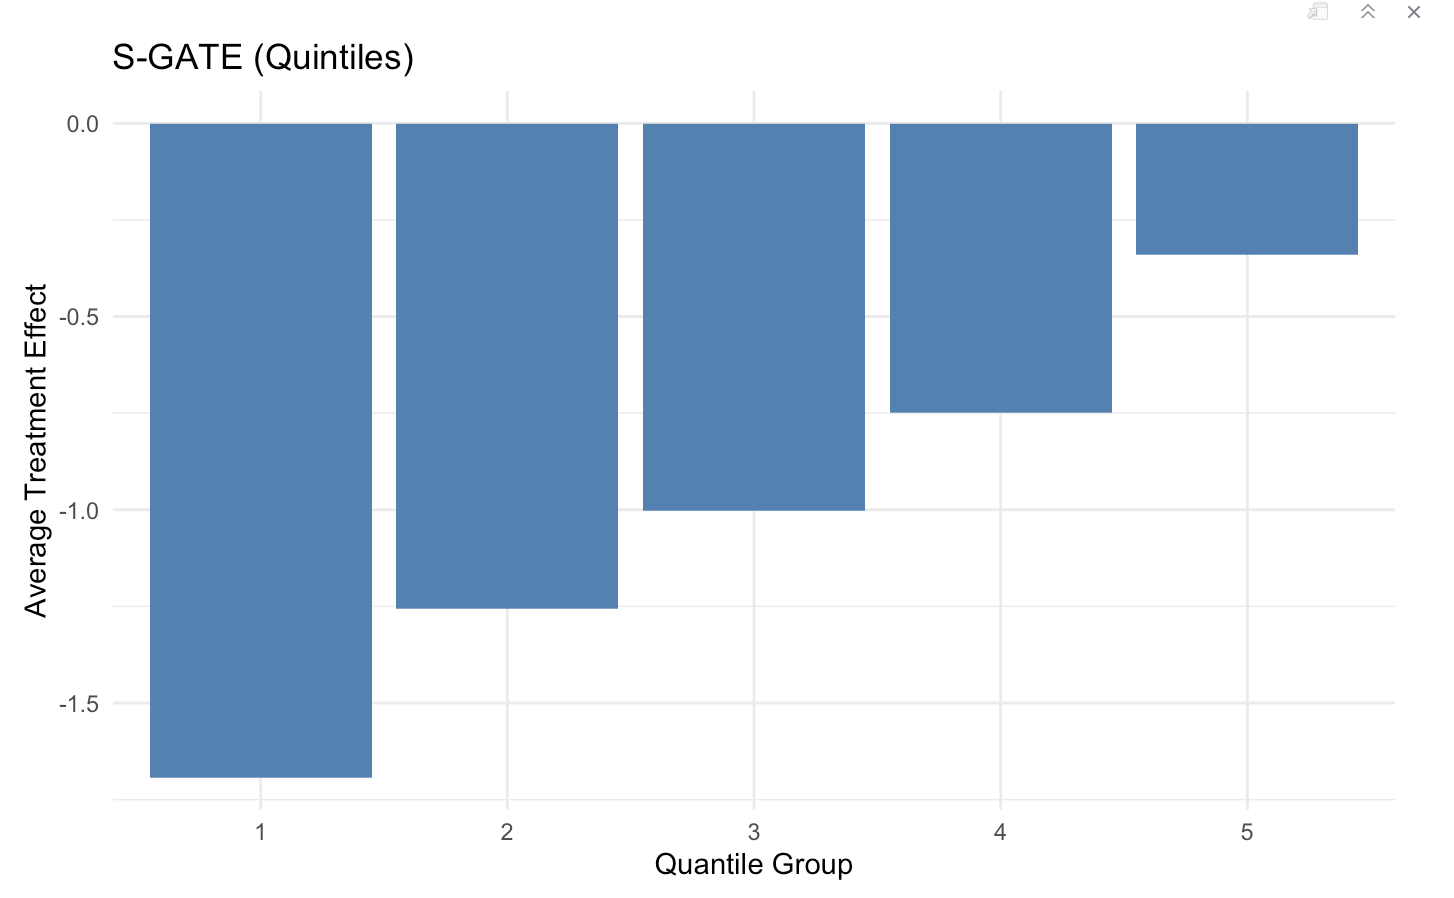 S-GATE (Quintiles)
0.0
-0.5
-1.0
-1.5
Average Treatment Effect
1 2 3 4 5
Quantile Group